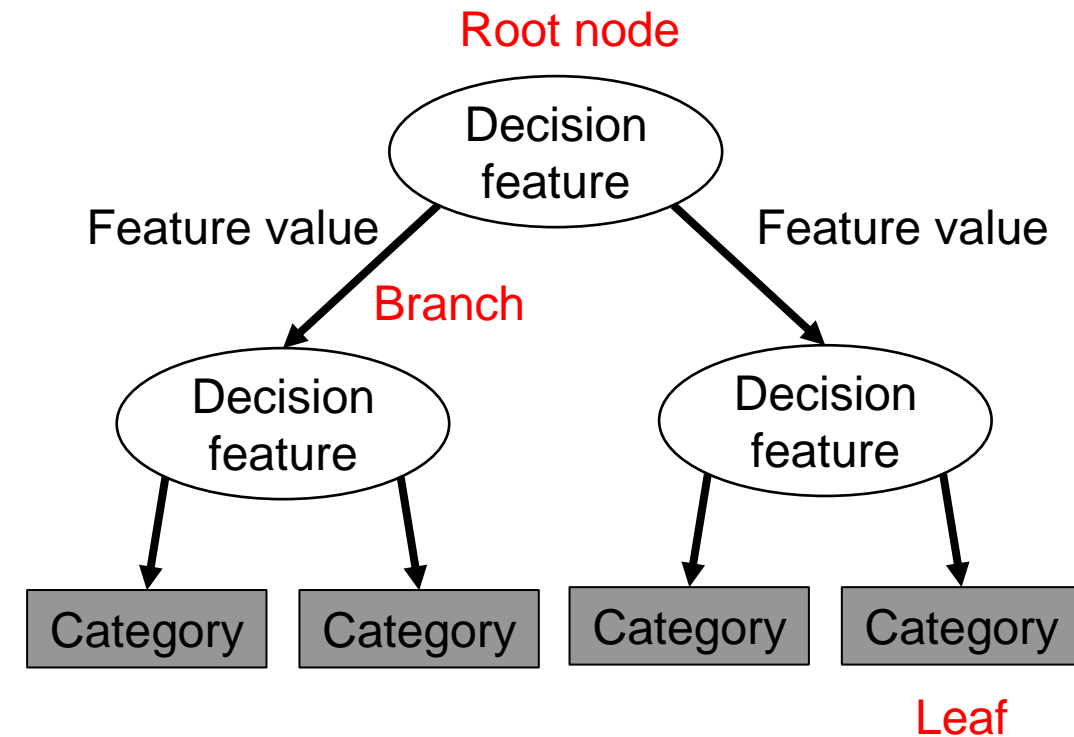 Root node
Decision
feature
Feature value
Feature value
Branch
Decision
feature
Decision
feature
Category
Category
Category
Category
Leaf